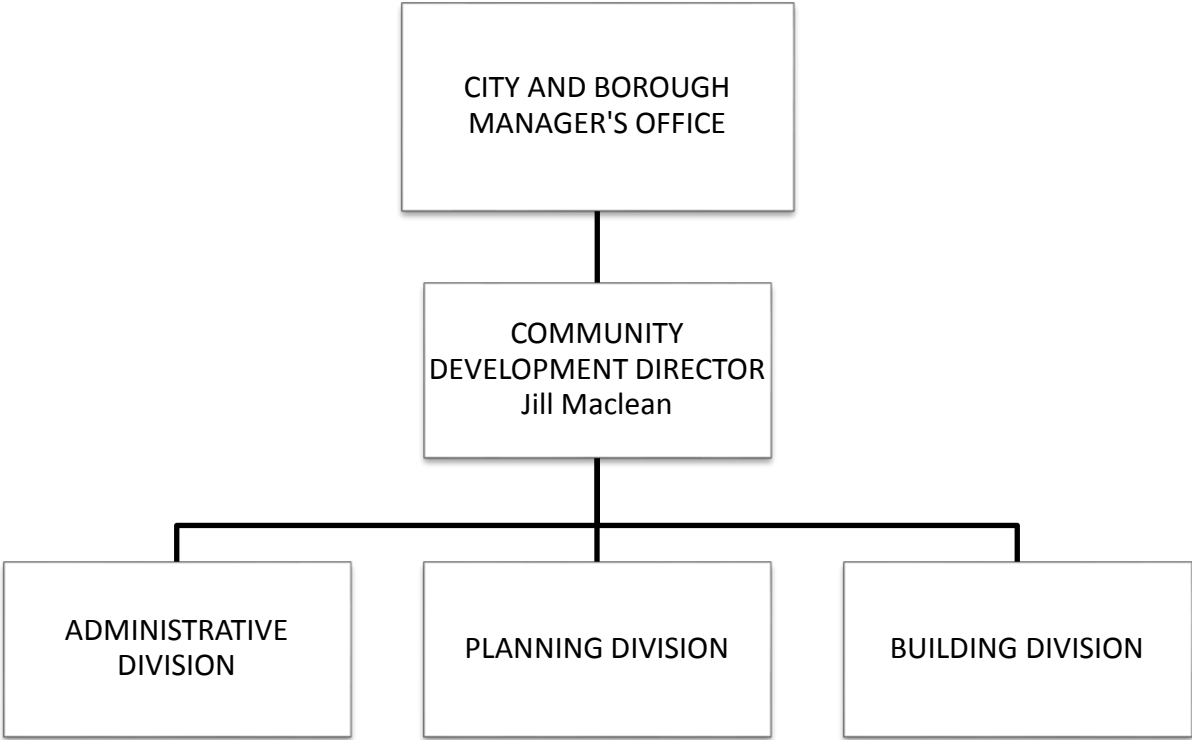 CITY AND BOROUGH
MANAGER'S OFFICE
COMMUNITY
DEVELOPMENT DIRECTOR
Jill Maclean
ADMINISTRATIVE
DIVISION
PLANNING DIVISION
BUILDING DIVISION